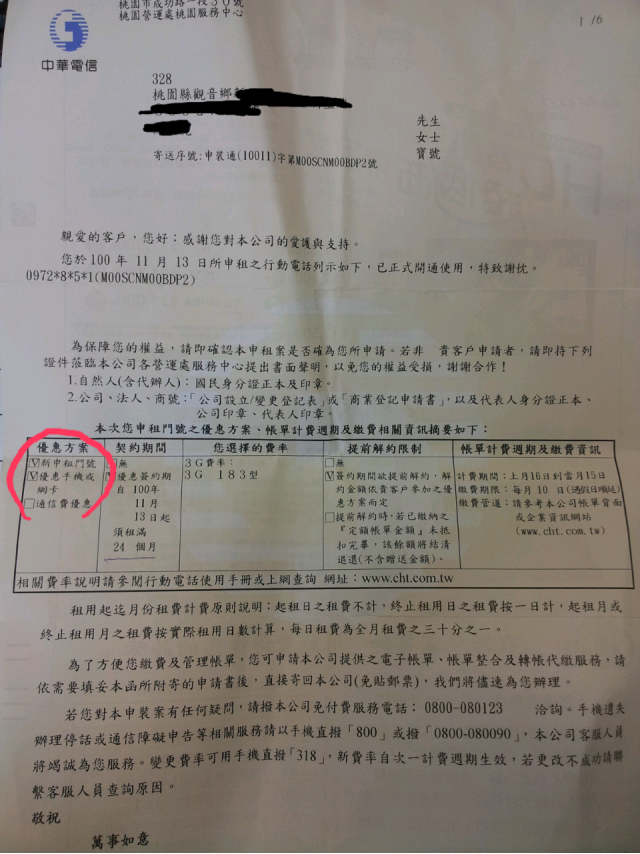 桃園市成功路一段30號
桃園營運處桃園服務中心
1/6
中華電信
328
桃園縣觀音鄉
先生
女士
寶號
寄送序號:申裝通(10011)字第M00SCNM00BDP2號
親愛的客戶,您好:感謝您對本公司的愛護與支持。
您於100年 11月 13日所申租之行動電話列示如下,已正式開通使用,特致謝忱。
0972*8*5*1(M00SCNM00BDP2)
為保障您的權益,請即確認本申租案是否確為您所申請。若非 貴客戶申請者,請即持下列
證件蒞臨本公司各營運處服務中心提出書面聲明,以免您的權益受損,謝謝合作!
1.自然人(含代辦人):國民身分證正本及印章。
2.公司、法人、商號:「公司設立/變更登記表」或「商業登記申請書」,以及代表人身分證正本、
公司印章、代表人印章。
本次您申租門號之優惠方案、帳單計費週期及繳費相關資訊摘要如下:
優惠方案
☑新申租門號
☑優惠手機或
網卡
□通信費優惠
契約期間
□無
☑優惠簽約期
自 100年
11月
13日起
須租滿
24 個月
您選擇的費率
3G費率:
3G 183型
提前解約限制
□無
☑簽約期間欲提前解約,解
約金額依貴客戶參加之優
惠方案而定
□提前解約時,若已繳納之
『定額帳單金額』未抵
扣完畢,該餘額將結清
退還(不含贈送金額)。
帳單計費週期及繳費資訊
計費期間:上月16日到當月15日
繳費期限:每月10日(遇假日順延)
繳費管道:請參考本公司帳單背面
或企業資訊網站
(www.cht.com.tw)
相關費率說明請參閱行動電話使用手冊或上網查詢 網址:www.cht.com.tw
租用起迄月份租費計費原則說明:起租日之租費不計,終止租用日之租費按一日計,起租月或
終止租用月之租費按實際租用日數計算,每日租費為全月租費之三十分之一。
為了方便您繳費及管理帳單,您可申請本公司提供之電子帳單、帳單整合及轉帳代繳服務,請
依需要填妥本函所附寄的申請書後,直接寄回本公司(免貼郵票),我們將儘速為您辦理。
若您對本申裝案有任何疑問,請撥本公司免付費服務電話:0800-080123 洽詢。手機遺失
辦理停話或通信障礙申告等相關服務請以手機直撥「800」或撥「0800-080090」,本公司客服人員
將竭誠為您服務。變更費率可用手機直撥「318」,新費率自次一計費週期生效,若更改不成功請聯
繫客服人員查詢原因。
敬祝
萬事如意